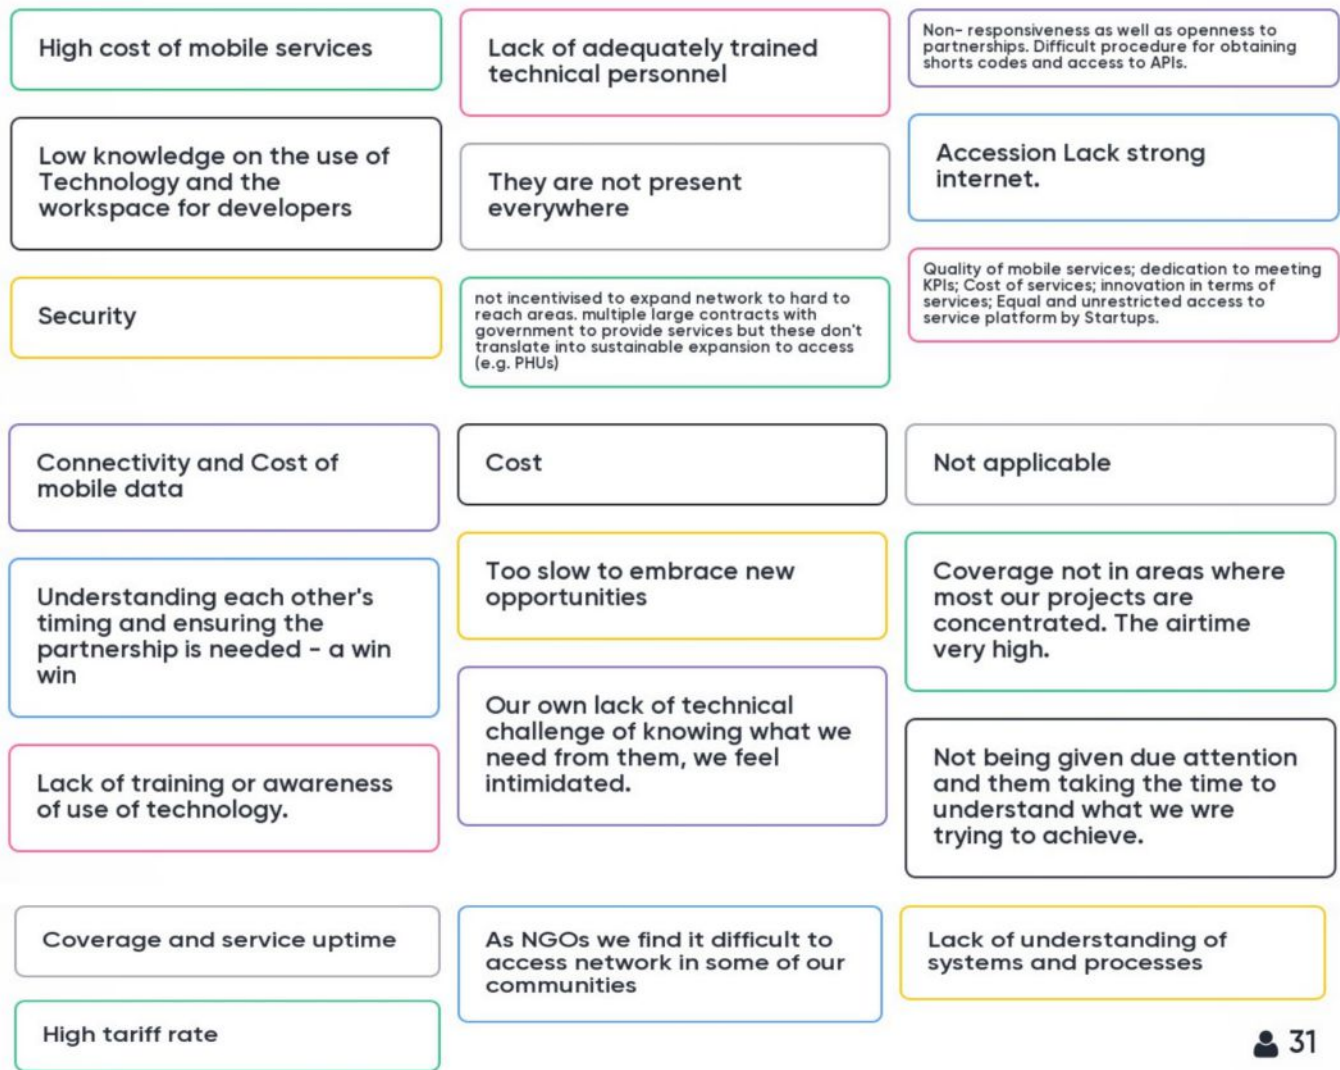 High cost of mobile services
Low knowledge on the use of
Technology and the
workspace for developers
Security
Lack of adequately trained
technical personnel
They are not present
everywhere
not incentivised to expand network to hard to
reach areas. multiple large contracts with
government to provide services but these don't
translate into sustainable expansion to access
(e.g. PHUs)
Non- responsiveness as well as openness to
partnerships. Difficult procedure for obtaining
shorts codes and access to APIs.
Accession Lack strong
internet.
Quality of mobile services; dedication to meeting
KPIs; Cost of services; innovation in terms of
services; Equal and unrestricted access to
service platform by Startups.
Connectivity and Cost of
mobile data
Understanding each other's
timing and ensuring the
partnership is needed - a win
win
Lack of training or awareness
of use of technology.
Cost
Too slow to embrace new
opportunities
Our own lack of technical
challenge of knowing what we
need from them, we feel
intimidated.
Not applicable
Coverage not in areas where
most our projects are
concentrated. The airtime
very high.
Not being given due attention
and them taking the time to
understand what we wre
trying to achieve.
Coverage and service uptime
High tariff rate
As NGOs we find it difficult to
access network in some of our
communities
Lack of understanding of
systems and processes
31